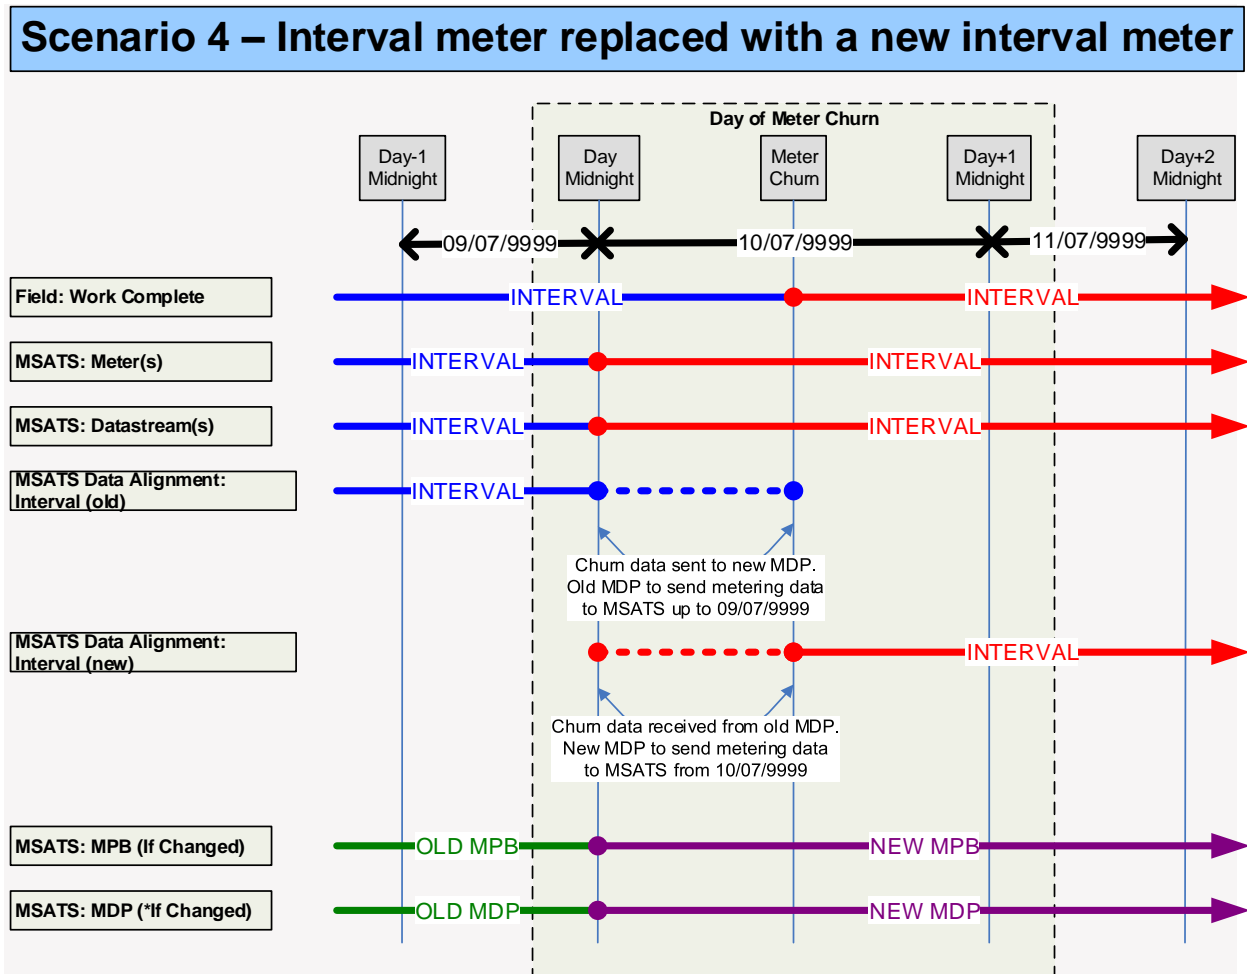 Scenario 4 – Interval meter replaced with a new interval meter
Day of Meter Churn
Day-1
Midnight
Day
Midnight
Meter
Churn
Day+1
Midnight
Day+2
Midnight
09/07/9999
10/07/9999
11/07/9999
Field: Work Complete
INTERVAL
INTERVAL
MSATS: Meter(s)
INTERVAL
INTERVAL
MSATS: Datastream(s)
INTERVAL
INTERVAL
MSATS Data Alignment:
Interval (old)
INTERVAL
Churn data sent to new MDP.
Old MDP to send metering data
to MSATS up to 09/07/9999
MSATS Data Alignment:
Interval (new)
INTERVAL
Churn data received from old MDP.
New MDP to send metering data
to MSATS from 10/07/9999
MSATS: MPB (If Changed)
OLD MPB
NEW MPB
MSATS: MDP (*If Changed)
OLD MDP
NEW MDP